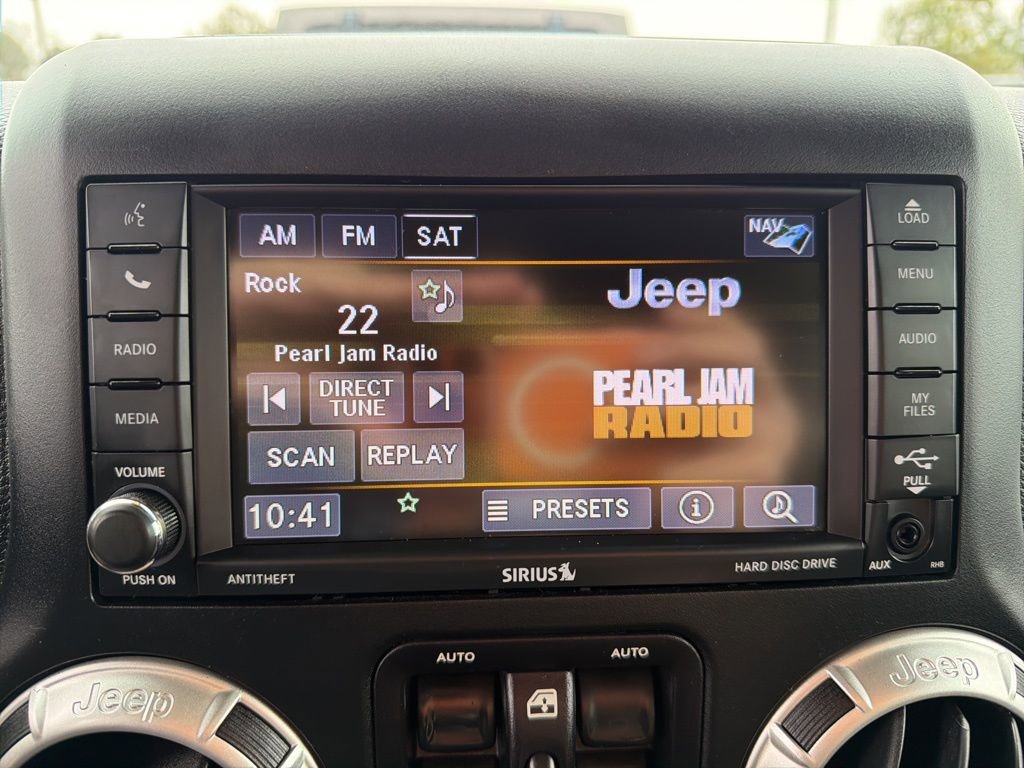 AM
FM
SAT
NAV
Rock
22
Pearl Jam Radio
DIRECT
TUNE
SCAN
REPLAY
10:41
PRESETS
i
Jeep
PEARL JAM
RADIO
RADIO
MEDIA
VOLUME
PUSH ON
LOAD
MENU
AUDIO
MY
FILES
PULL
AUX
RHB
ANTITHEFT
SIRIUS
HARD DISC DRIVE
AUTO
AUTO
Jeep
Jeep